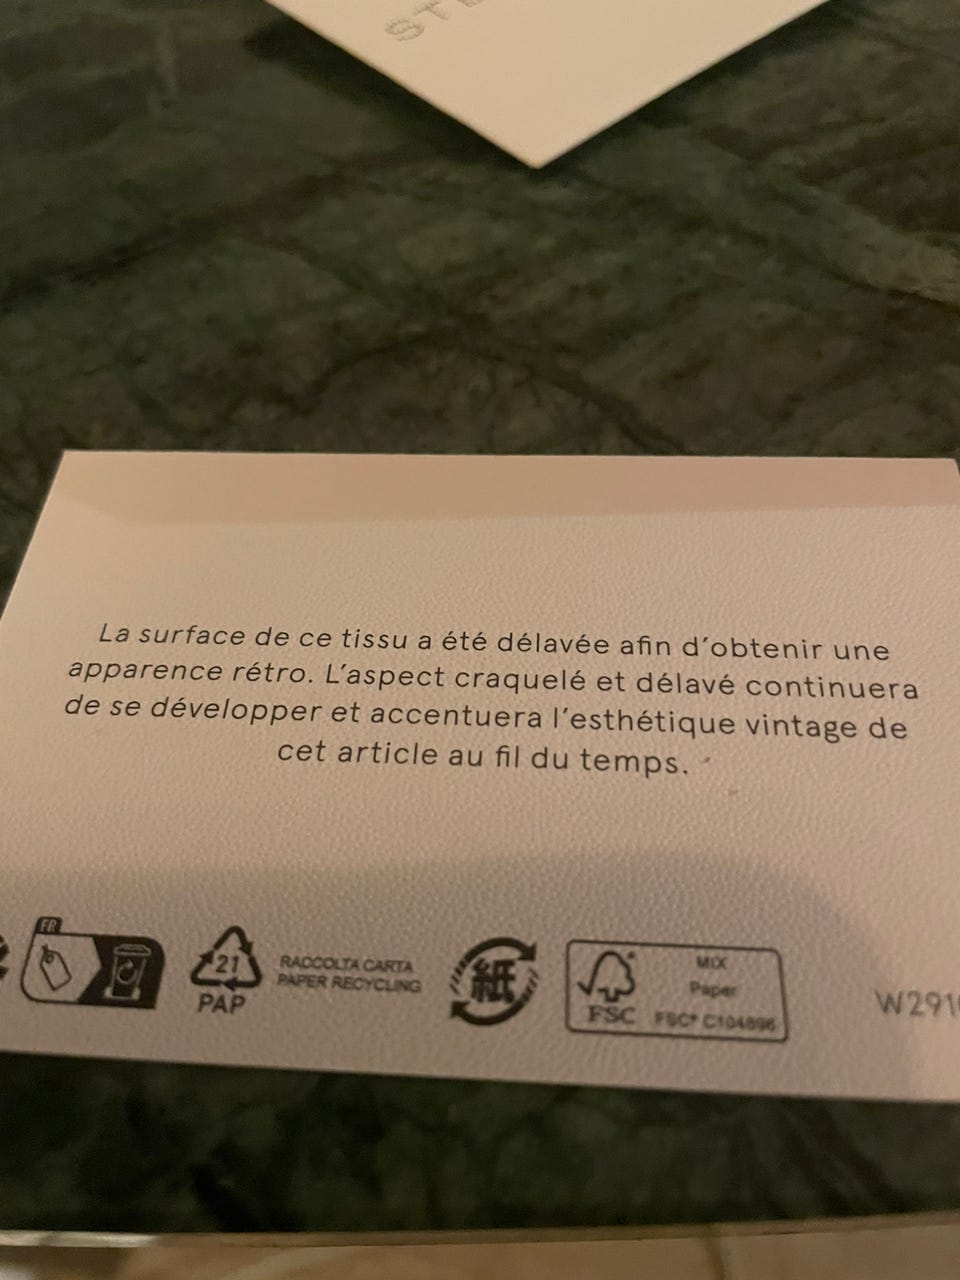 La surface de ce tissu a été délavée afin d'obtenir une
apparence rétro. L'aspect craquelé et délavé continuera
de se développer et accentuera l'esthétique vintage de
cet article au fil du temps.
FR
21
PAP
RACCOLTA CARTA
PAPER RECYCLING
紙
FSC
MIX
Paper
FSC® C104896